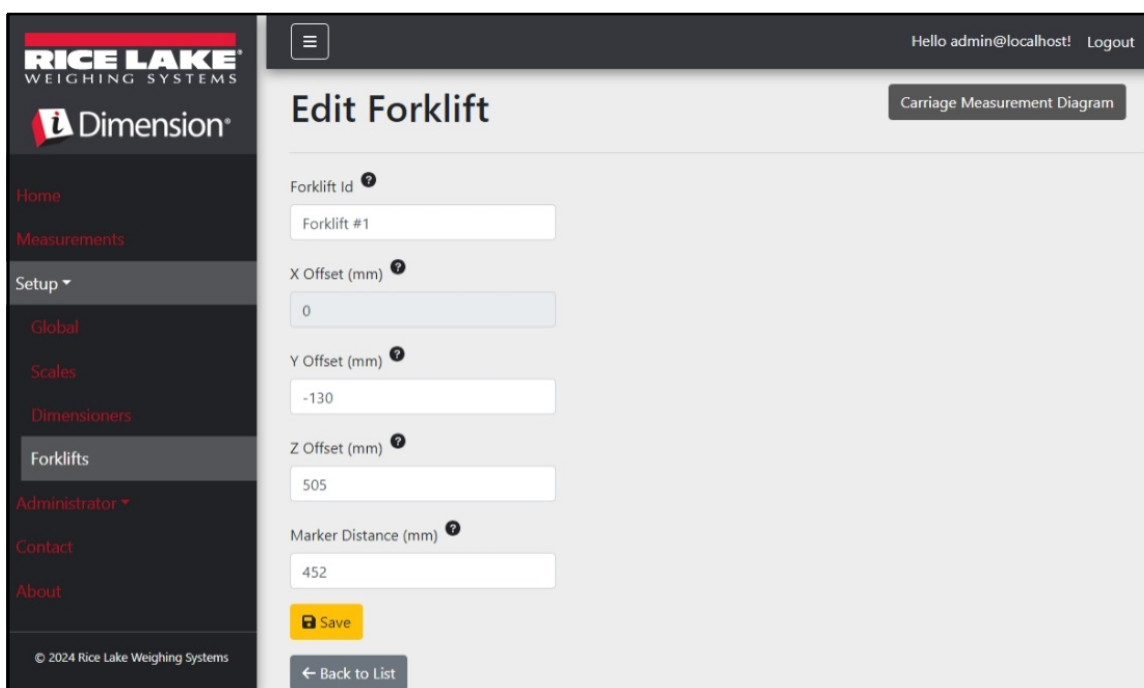 RICE LAKE®
WEIGHING SYSTEMS
i Dimension®
Home
Measurements
Setup
Global
Scales
Dimensioners
Forklifts
Administrator
Contact
About
© 2024 Rice Lake Weighing Systems
Hello admin@localhost! Logout
Edit Forklift
Carriage Measurement Diagram
Forklift Id ?
Forklift #1
X Offset (mm) ?
0
Y Offset (mm) ?
-130
Z Offset (mm) ?
505
Marker Distance (mm) ?
452
Save
← Back to List